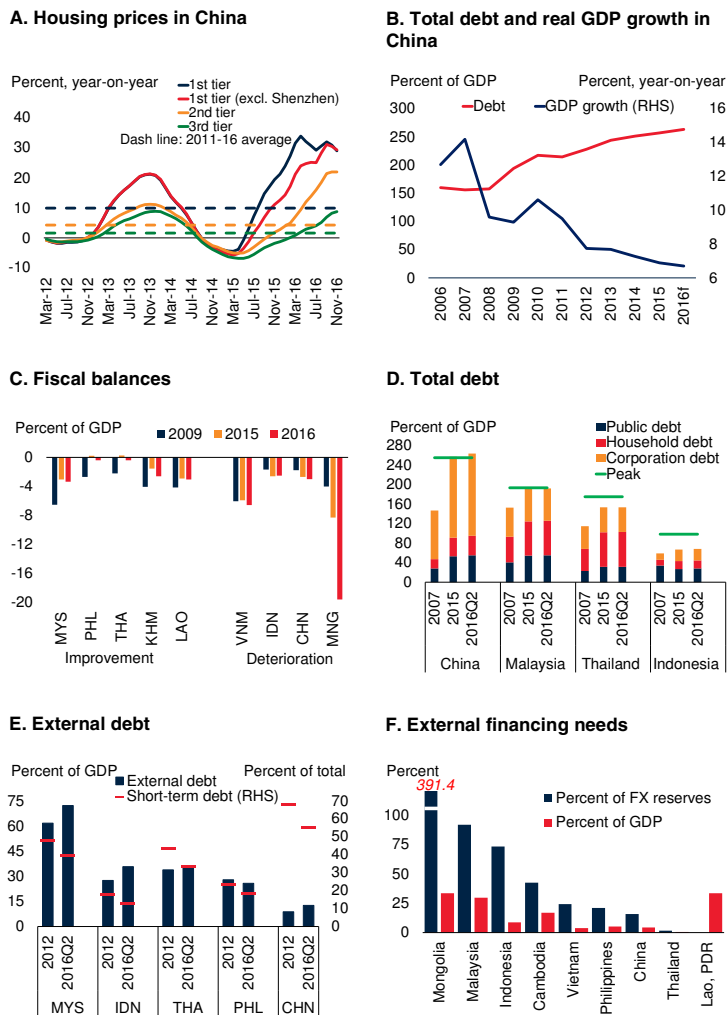 A. Housing prices in China
Percent, year-on-year
1st tier
1st tier (excl. Shenzhen)
2nd tier
3rd tier
Dash line: 2011-16 average
40
30
20
10
0
-10
Mar-12
Jul-12
Nov-12
Mar-13
Jul-13
Nov-13
Mar-14
Jul-14
Nov-14
Mar-15
Jul-15
Nov-15
Mar-16
Jul-16
Nov-16
B. Total debt and real GDP growth in
China
Percent of GDP
Percent, year-on-year
Debt
GDP growth (RHS)
300
250
200
150
100
50
0
16
14
12
10
8
6
2006
2007
2008
2009
2010
2011
2012
2013
2014
2015
2016f
C. Fiscal balances
Percent of GDP
2009
2015
2016
0
-4
-8
-12
-16
-20
MYS
PHL
THA
KHM
LAO
VNM
IDN
CHN
MNG
Improvement
Deterioration
D. Total debt
Percent of GDP
Public debt
Household debt
Corporation debt
Peak
280
240
200
160
120
80
40
0
2007
2015
2016Q2
2007
2015
2016Q2
2007
2015
2016Q2
2007
2015
2016Q2
China
Malaysia
Thailand
Indonesia
E. External debt
Percent of GDP
Percent of total
External debt
Short-term debt (RHS)
75
60
45
30
15
0
70
60
50
40
30
20
10
0
2012
2016Q2
2012
2016Q2
2012
2016Q2
2012
2016Q2
2012
2016Q2
MYS
IDN
THA
PHL
CHN
F. External financing needs
Percent
391.4
Percent of FX reserves
Percent of GDP
100
75
50
25
0
Mongolia
Malaysia
Indonesia
Cambodia
Vietnam
Philippines
China
Thailand
Lao, PDR